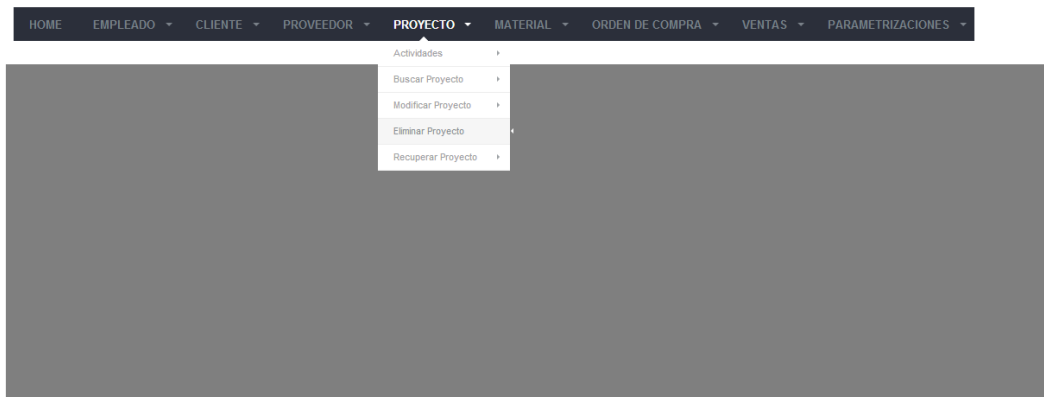 HOME EMPLEADO CLIENTE PROVEEDOR PROYECTO MATERIAL ORDEN DE COMPRA VENTAS PARAMETRIZACIONES
Actividades
Buscar Proyecto
Modificar Proyecto
Eliminar Proyecto
Recuperar Proyecto